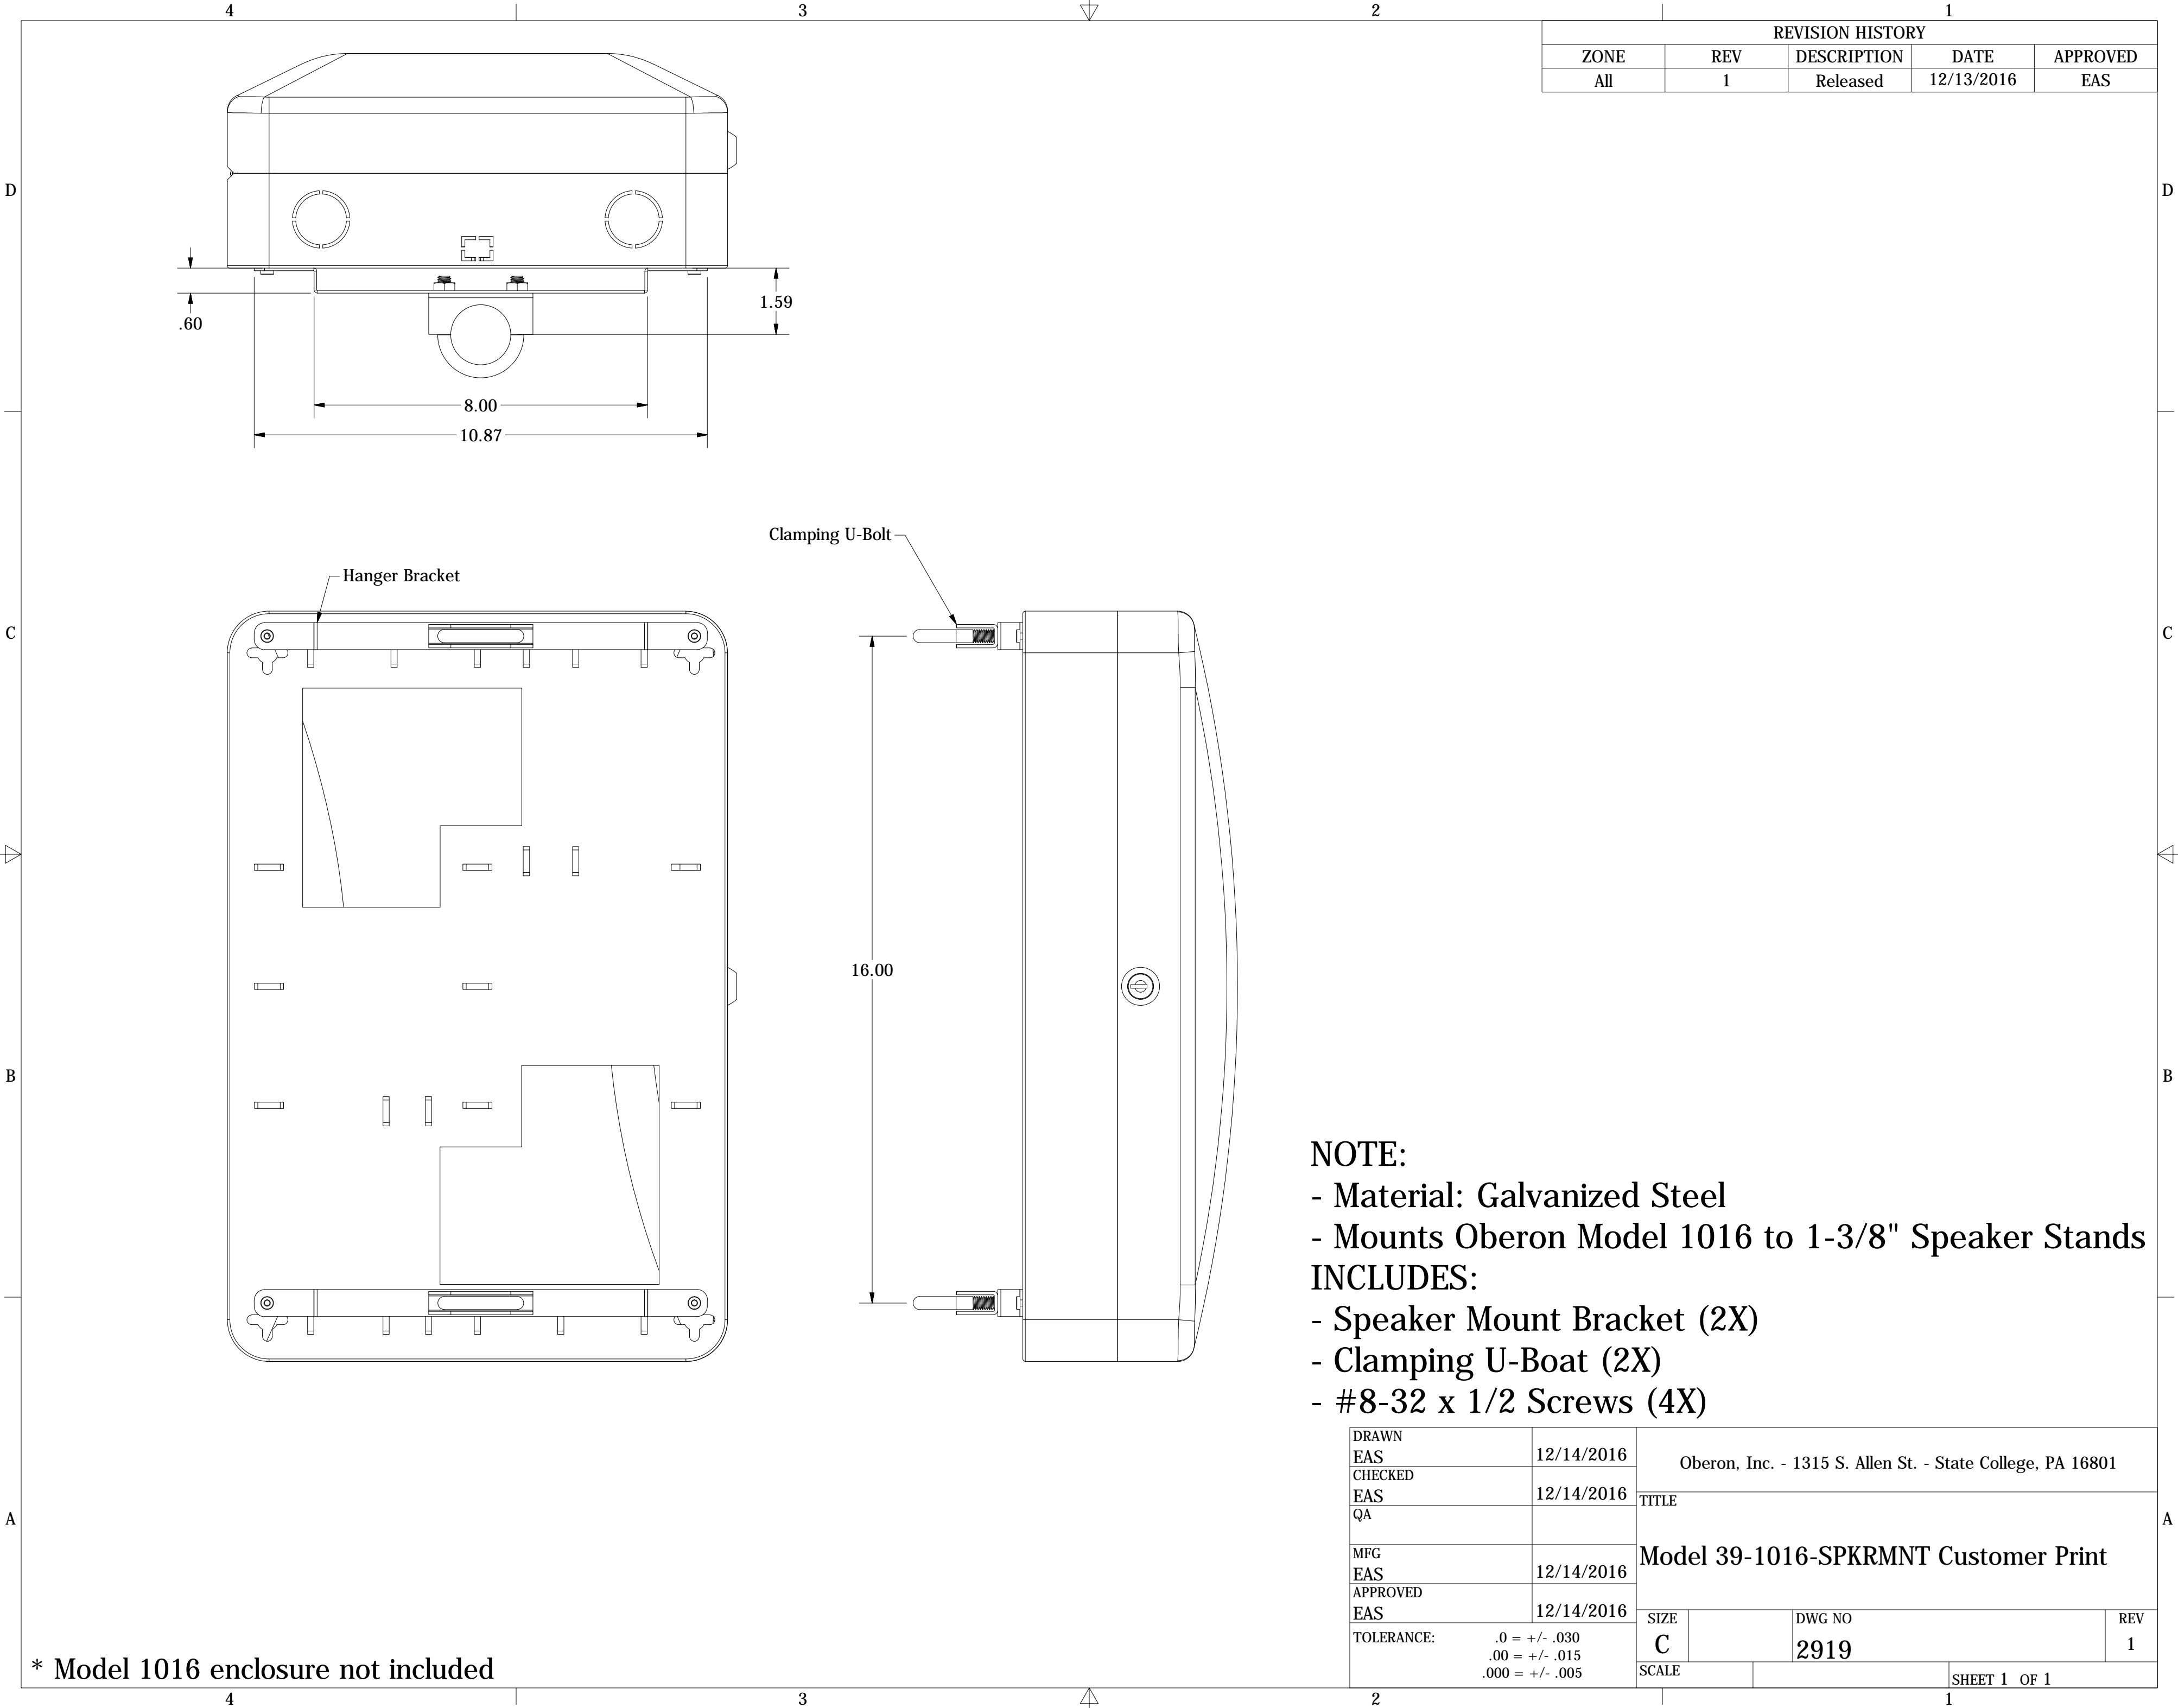 4 3 2 1
REVISION HISTORY
ZONE REV DESCRIPTION DATE APPROVED
All 1 Released 12/13/2016 EAS
D D
1.59
.60
8.00
10.87
Clamping U-Bolt
Hanger Bracket
C C
16.00
B B
NOTE:
- Material: Galvanized Steel
- Mounts Oberon Model 1016 to 1-3/8" Speaker Stands
INCLUDES:
- Speaker Mount Bracket (2X)
- Clamping U-Boat (2X)
- #8-32 x 1/2 Screws (4X)
DRAWN
EAS 12/14/2016
CHECKED
EAS 12/14/2016
QA
MFG
EAS 12/14/2016
APPROVED
EAS 12/14/2016
TOLERANCE: .0 = +/- .030
.00 = +/- .015
.000 = +/- .005
Oberon, Inc. - 1315 S. Allen St. - State College, PA 16801
TITLE
Model 39-1016-SPKRMNT Customer Print
SIZE
C
DWG NO
2919
REV
1
SCALE
SHEET 1 OF 1
A A
* Model 1016 enclosure not included
4 3 2 1